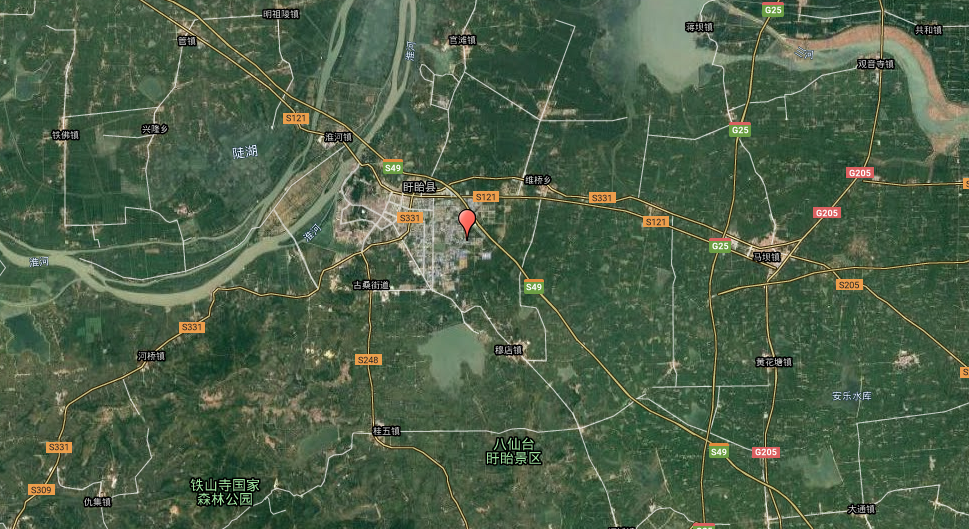 明祖陵镇
G25
管镇
官滩镇
淮河
蒋坝镇
共和镇
观音寺镇
S121
G25
铁佛镇
兴隆乡
淮河镇
陡湖
S49
G205
盱眙县
维桥乡
S121
S331
G205
S331
S121
淮河
G25
马坝镇
淮河
古桑街道
S49
S205
S331
河桥镇
穆店镇
S248
黄花塘镇
安乐水库
桂五镇
S331
八仙台
盱眙景区
S49
G205
S309
铁山寺国家
森林公园
仇集镇
大通镇